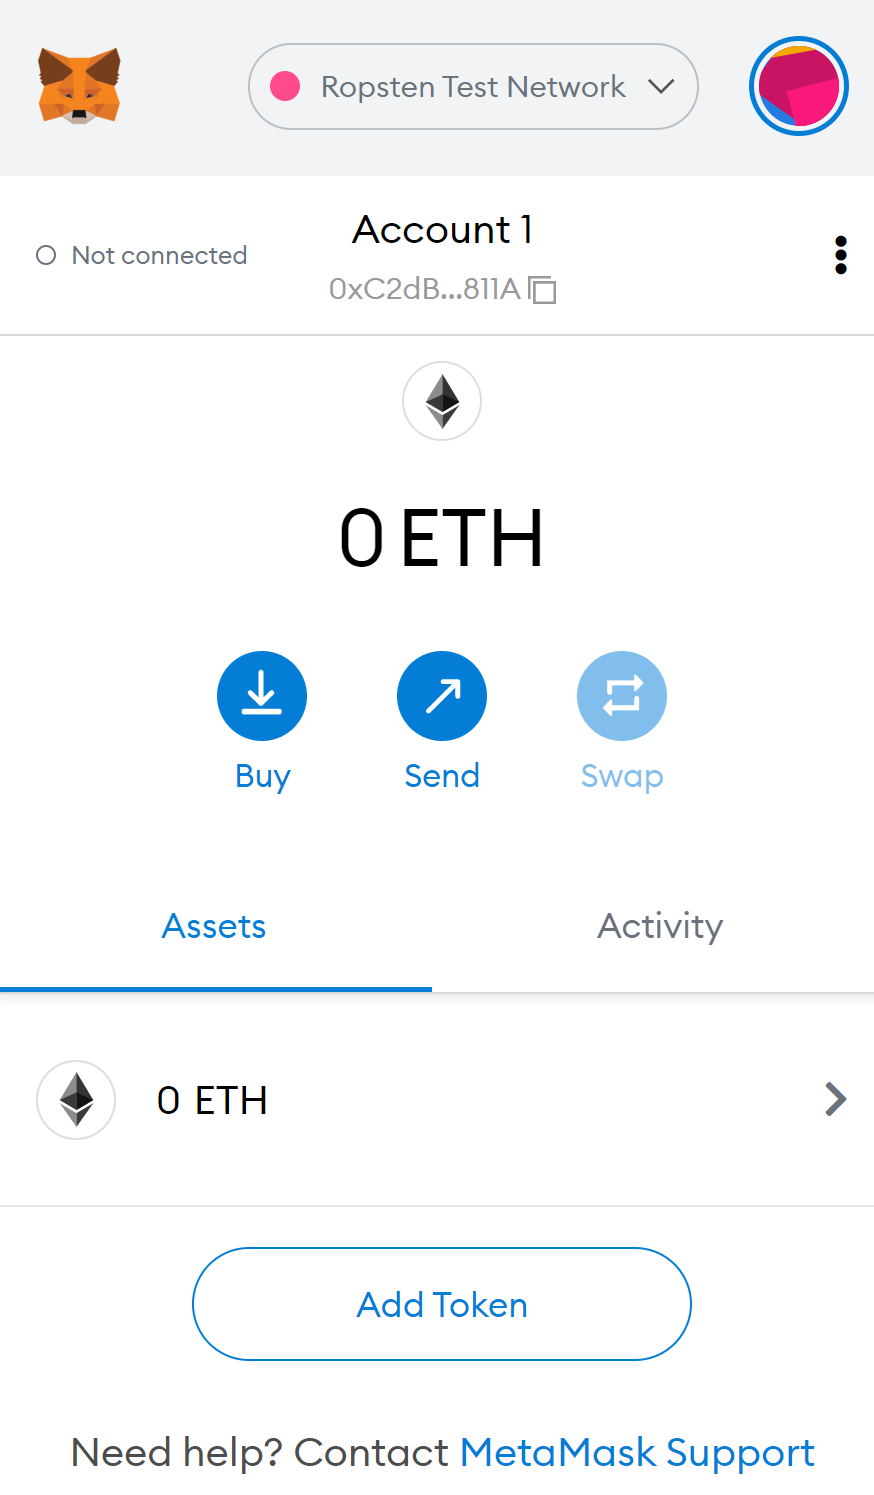 Ropsten Test Network
Not connected
Account 1
0xC2dB...811A
0 ETH
Buy
Send
Swap
Assets
Activity
0 ETH
Add Token
Need help? Contact MetaMask Support